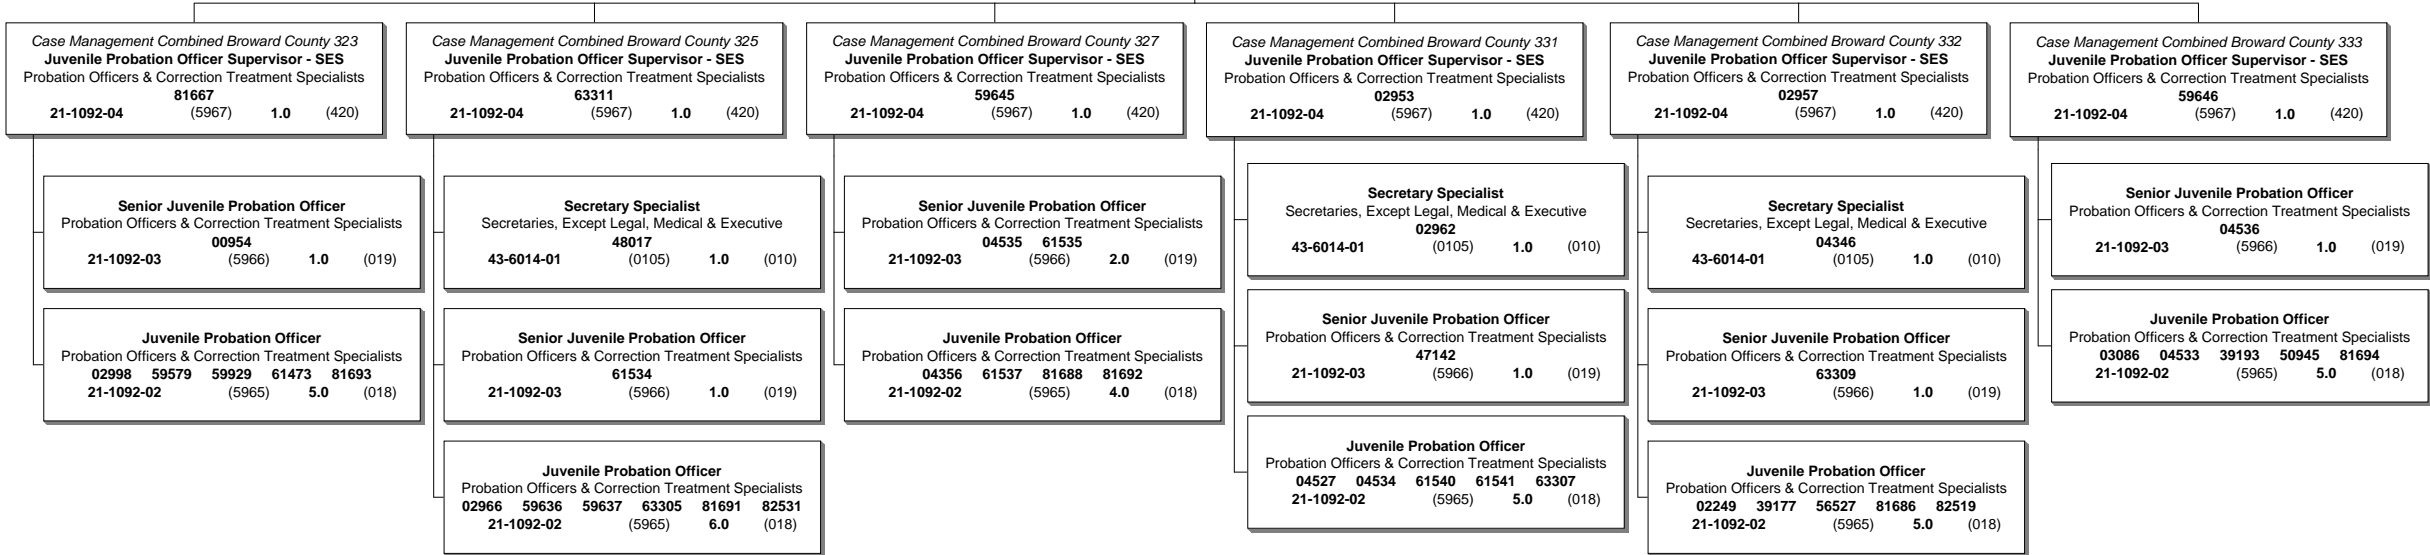 Case Management Combined Broward County 323
Juvenile Probation Officer Supervisor - SES
Probation Officers & Correction Treatment Specialists
81667
21-1092-04 (5967) 1.0 (420)
Senior Juvenile Probation Officer
Probation Officers & Correction Treatment Specialists
00954
21-1092-03 (5966) 1.0 (019)
Juvenile Probation Officer
Probation Officers & Correction Treatment Specialists
02998 59579 59929 61473 81693
21-1092-02 (5965) 5.0 (018)
Case Management Combined Broward County 325
Juvenile Probation Officer Supervisor - SES
Probation Officers & Correction Treatment Specialists
63311
21-1092-04 (5967) 1.0 (420)
Secretary Specialist
Secretaries, Except Legal, Medical & Executive
48017
43-6014-01 (0105) 1.0 (010)
Senior Juvenile Probation Officer
Probation Officers & Correction Treatment Specialists
61534
21-1092-03 (5966) 1.0 (019)
Juvenile Probation Officer
Probation Officers & Correction Treatment Specialists
02966 59636 59637 63305 81691 82531
21-1092-02 (5965) 6.0 (018)
Case Management Combined Broward County 327
Juvenile Probation Officer Supervisor - SES
Probation Officers & Correction Treatment Specialists
59645
21-1092-04 (5967) 1.0 (420)
Senior Juvenile Probation Officer
Probation Officers & Correction Treatment Specialists
04535 61535
21-1092-03 (5966) 2.0 (019)
Juvenile Probation Officer
Probation Officers & Correction Treatment Specialists
04356 61537 81688 81692
21-1092-02 (5965) 4.0 (018)
Case Management Combined Broward County 331
Juvenile Probation Officer Supervisor - SES
Probation Officers & Correction Treatment Specialists
02953
21-1092-04 (5967) 1.0 (420)
Secretary Specialist
Secretaries, Except Legal, Medical & Executive
02962
43-6014-01 (0105) 1.0 (010)
Senior Juvenile Probation Officer
Probation Officers & Correction Treatment Specialists
47142
21-1092-03 (5966) 1.0 (019)
Juvenile Probation Officer
Probation Officers & Correction Treatment Specialists
04527 04534 61540 61541 63307
21-1092-02 (5965) 5.0 (018)
Case Management Combined Broward County 332
Juvenile Probation Officer Supervisor - SES
Probation Officers & Correction Treatment Specialists
02957
21-1092-04 (5967) 1.0 (420)
Secretary Specialist
Secretaries, Except Legal, Medical & Executive
04346
43-6014-01 (0105) 1.0 (010)
Senior Juvenile Probation Officer
Probation Officers & Correction Treatment Specialists
63309
21-1092-03 (5966) 1.0 (019)
Juvenile Probation Officer
Probation Officers & Correction Treatment Specialists
02249 39177 56527 81686 82519
21-1092-02 (5965) 5.0 (018)
Case Management Combined Broward County 333
Juvenile Probation Officer Supervisor - SES
Probation Officers & Correction Treatment Specialists
59646
21-1092-04 (5967) 1.0 (420)
Senior Juvenile Probation Officer
Probation Officers & Correction Treatment Specialists
04536
21-1092-03 (5966) 1.0 (019)
Juvenile Probation Officer
Probation Officers & Correction Treatment Specialists
03086 04533 39193 50945 81694
21-1092-02 (5965) 5.0 (018)